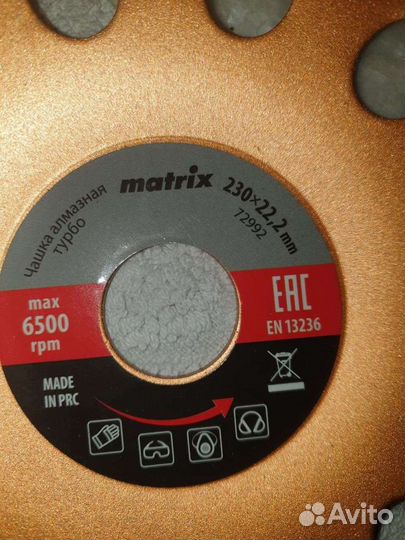 matrix
230×22,2 mm
72992
Чашка алмазная
турбо
max
6500
rpm
EAC
EN 13236
MADE
IN PRC
Avito